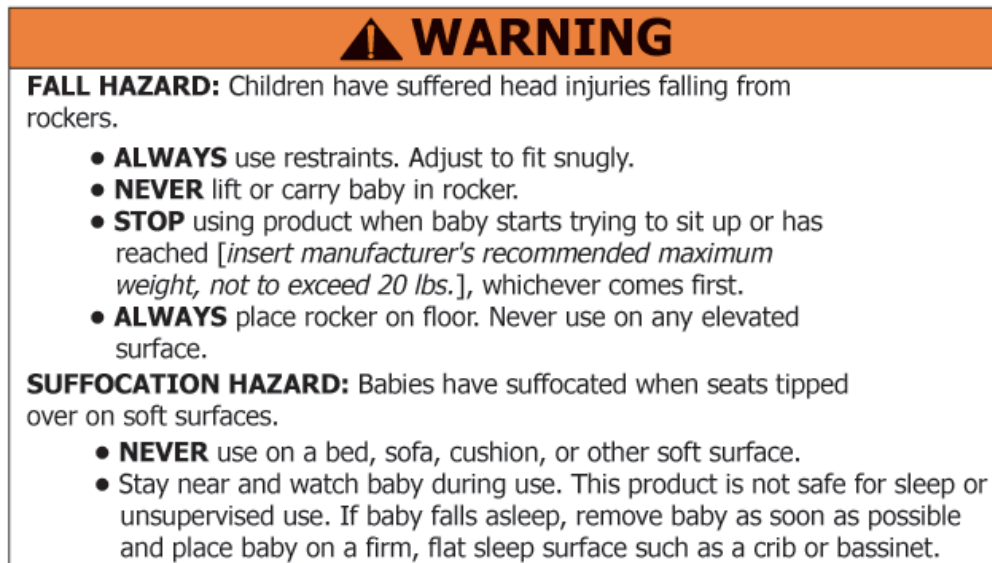 WARNING
FALL HAZARD: Children have suffered head injuries falling from
rockers.
● ALWAYS use restraints. Adjust to fit snugly.
● NEVER lift or carry baby in rocker.
● STOP using product when baby starts trying to sit up or has
reached [insert manufacturer's recommended maximum
weight, not to exceed 20 lbs.], whichever comes first.
● ALWAYS place rocker on floor. Never use on any elevated
surface.
SUFFOCATION HAZARD: Babies have suffocated when seats tipped
over on soft surfaces.
● NEVER use on a bed, sofa, cushion, or other soft surface.
● Stay near and watch baby during use. This product is not safe for sleep or
unsupervised use. If baby falls asleep, remove baby as soon as possible
and place baby on a firm, flat sleep surface such as a crib or bassinet.